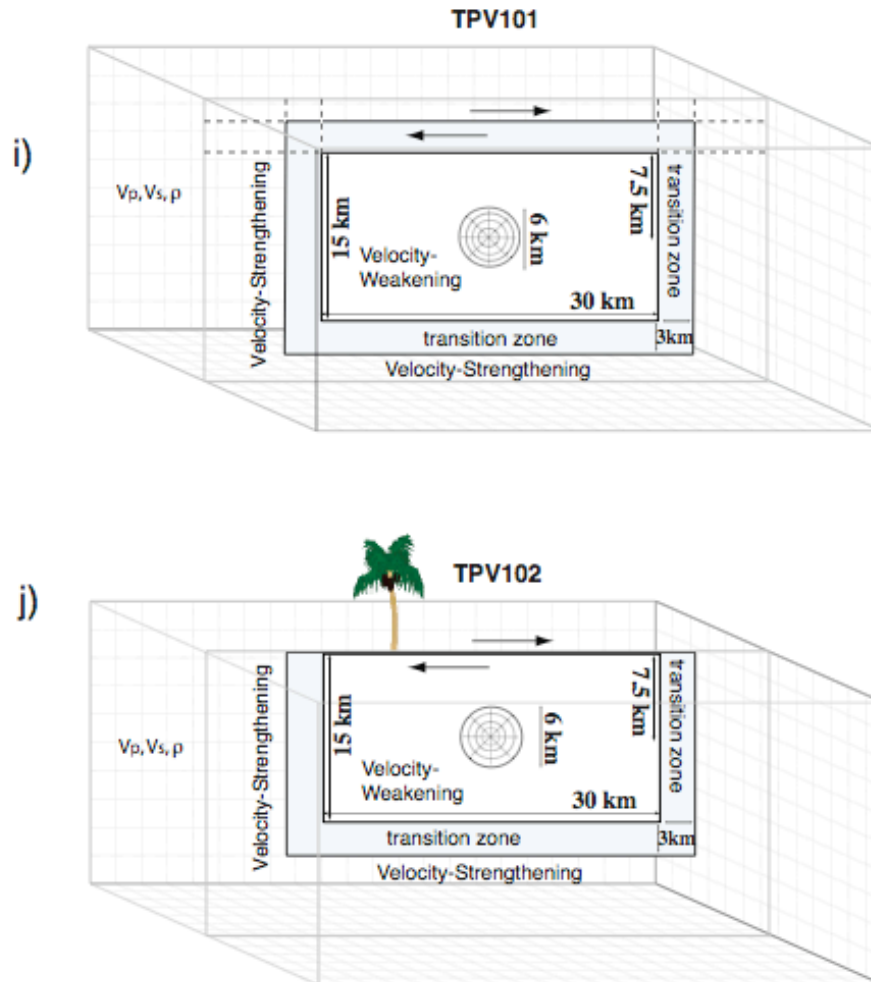 TPV101
i)
Vp, Vs, ρ
Velocity-Strengthening
15 km
Velocity-
Weakening
6 km
7.5 km
transition zone
30 km
transition zone
3km
Velocity-Strengthening
TPV102
j)
Vp, Vs, ρ
Velocity-Strengthening
15 km
Velocity-
Weakening
6 km
7.5 km
transition zone
30 km
transition zone
3km
Velocity-Strengthening